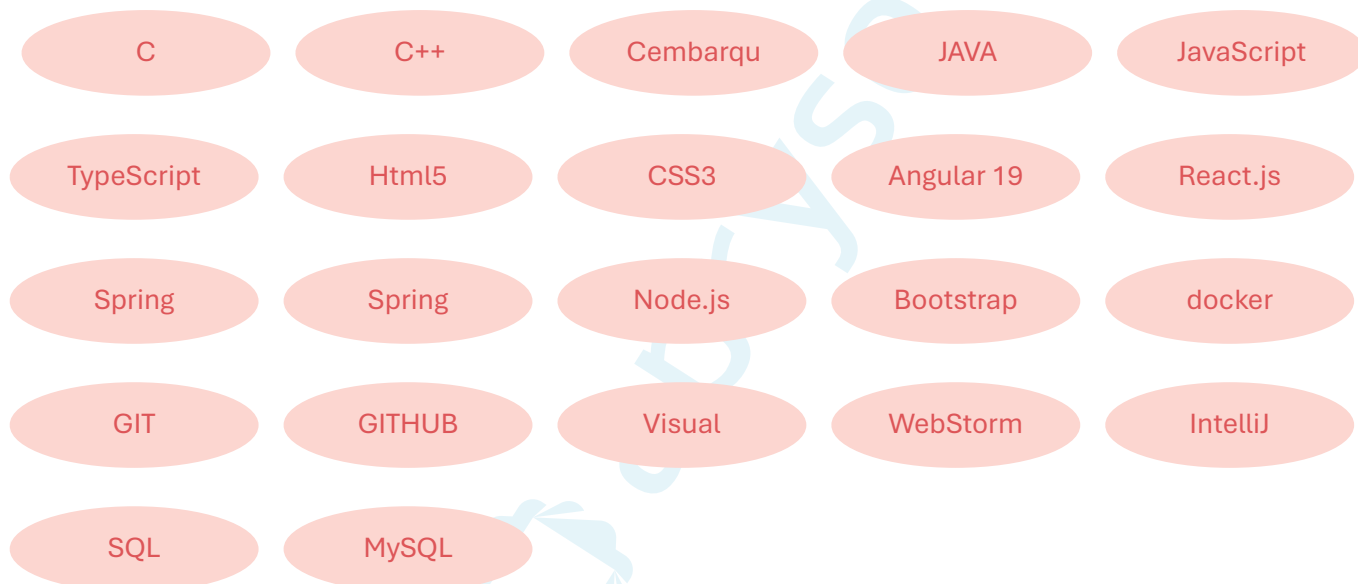 C C++ Cembarqu JAVA JavaScript
TypeScript Html5 CSS3 Angular 19 React.js
Spring Spring Node.js Bootstrap docker
GIT GITHUB Visual WebStorm IntelliJ
SQL MySQL